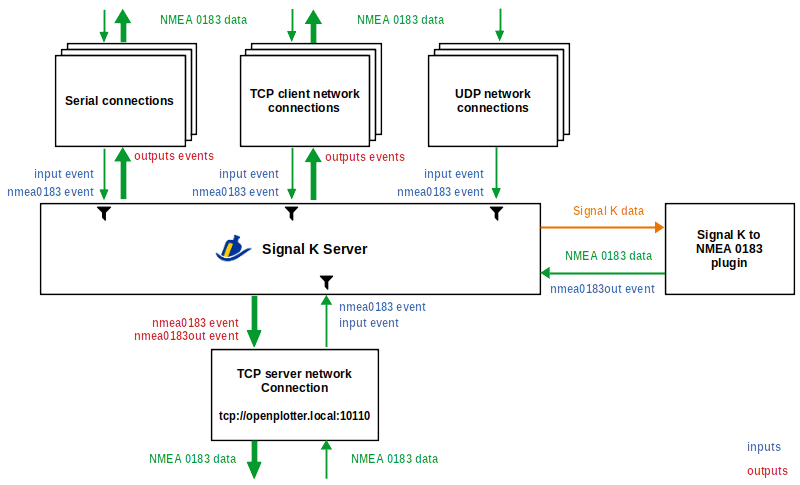 NMEA 0183 data
NMEA 0183 data
Serial connections
TCP client network
connections
UDP network
connections
outputs events
outputs events
input event
nmea0183 event
input event
nmea0183 event
input event
nmea0183 event
Signal K Server
Signal K data
NMEA 0183 data
nmea0183out event
Signal K to
NMEA 0183
plugin
nmea0183 event
nmea0183out event
nmea0183 event
input event
TCP server network
Connection
tcp://openplotter.local:10110
NMEA 0183 data
NMEA 0183 data
inputs
outputs